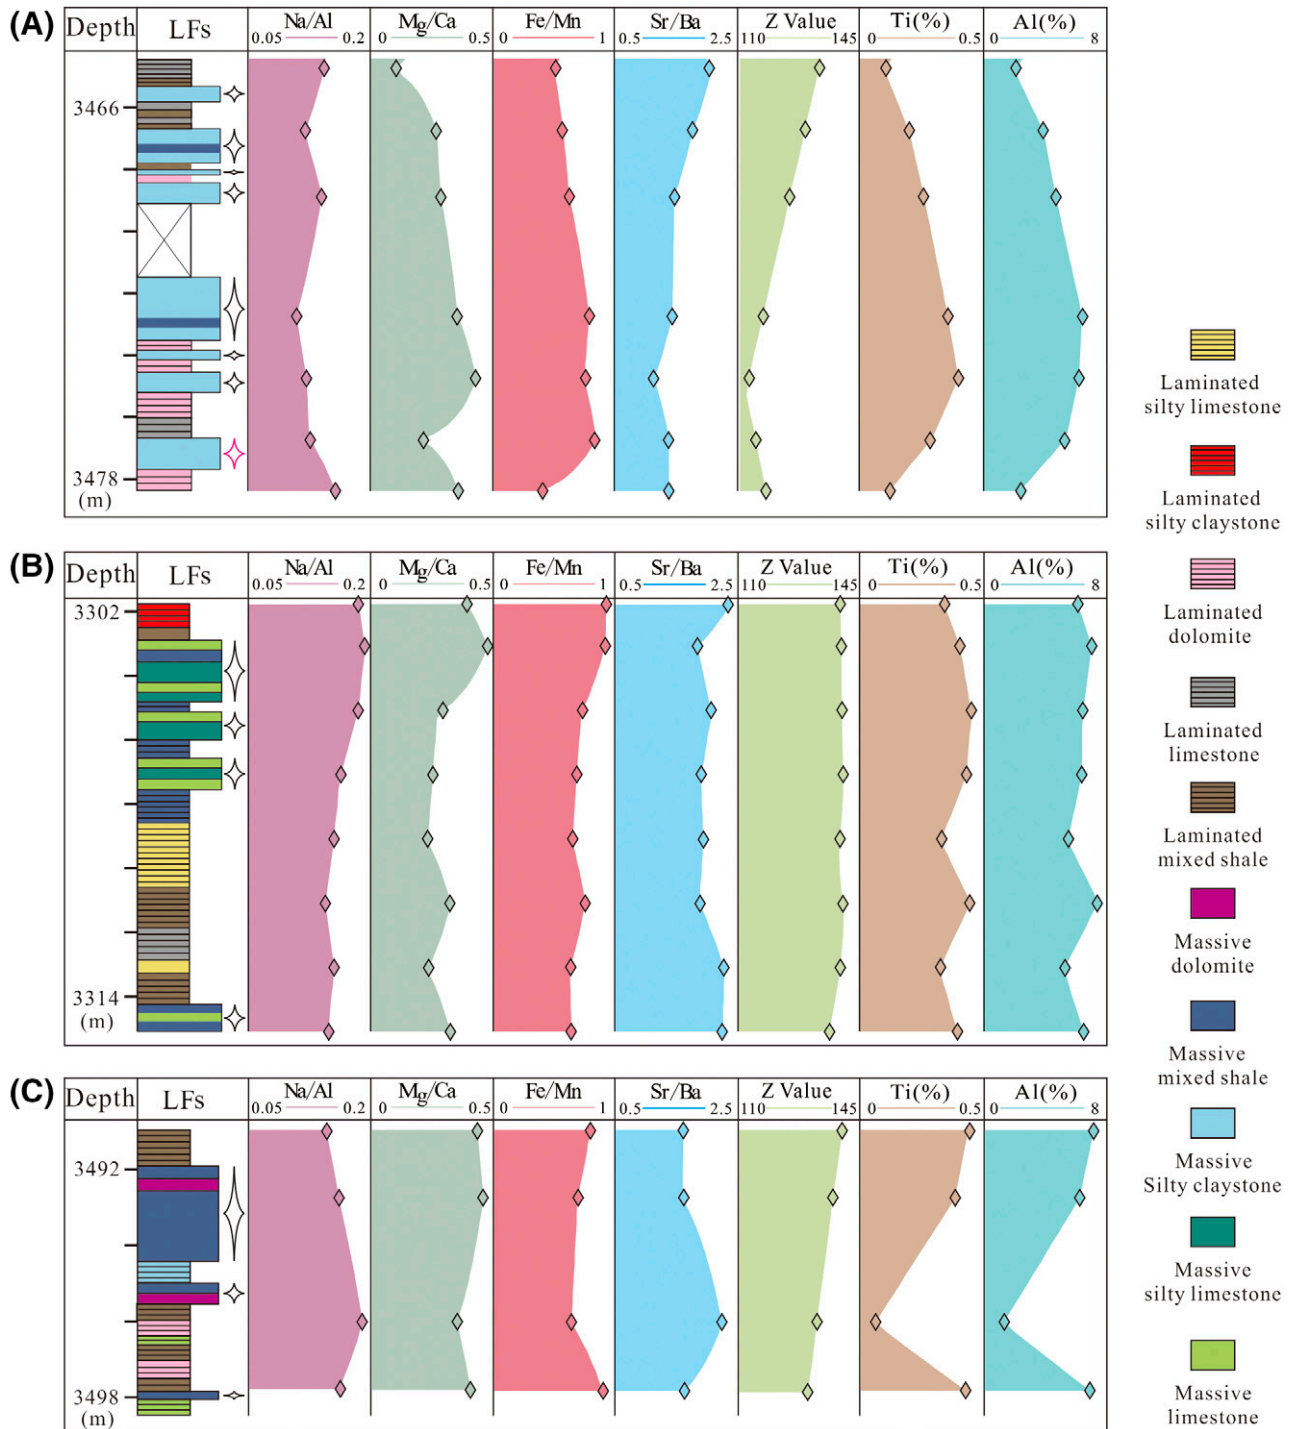 (A)
Depth LFs Na/Al Mg/Ca Fe/Mn Sr/Ba Z Value Ti(%) Al(%)
0.05 0.2 0 0.5 0 1 0.5 2.5 110 145 0 0.5 0 8
3466
3478
(m)
(B)
Depth LFs Na/Al Mg/Ca Fe/Mn Sr/Ba Z Value Ti(%) Al(%)
0.05 0.2 0 0.5 0 1 0.5 2.5 110 145 0 0.5 0 8
3302
3314
(m)
(C)
Depth LFs Na/Al Mg/Ca Fe/Mn Sr/Ba Z Value Ti(%) Al(%)
0.05 0.2 0 0.5 0 1 0.5 2.5 110 145 0 0.5 0 8
3492
3498
(m)
Laminated
silty limestone
Laminated
silty claystone
Laminated
dolomite
Laminated
limestone
Laminated
mixed shale
Massive
dolomite
Massive
mixed shale
Massive
Silty claystone
Massive
silty limestone
Massive
limestone